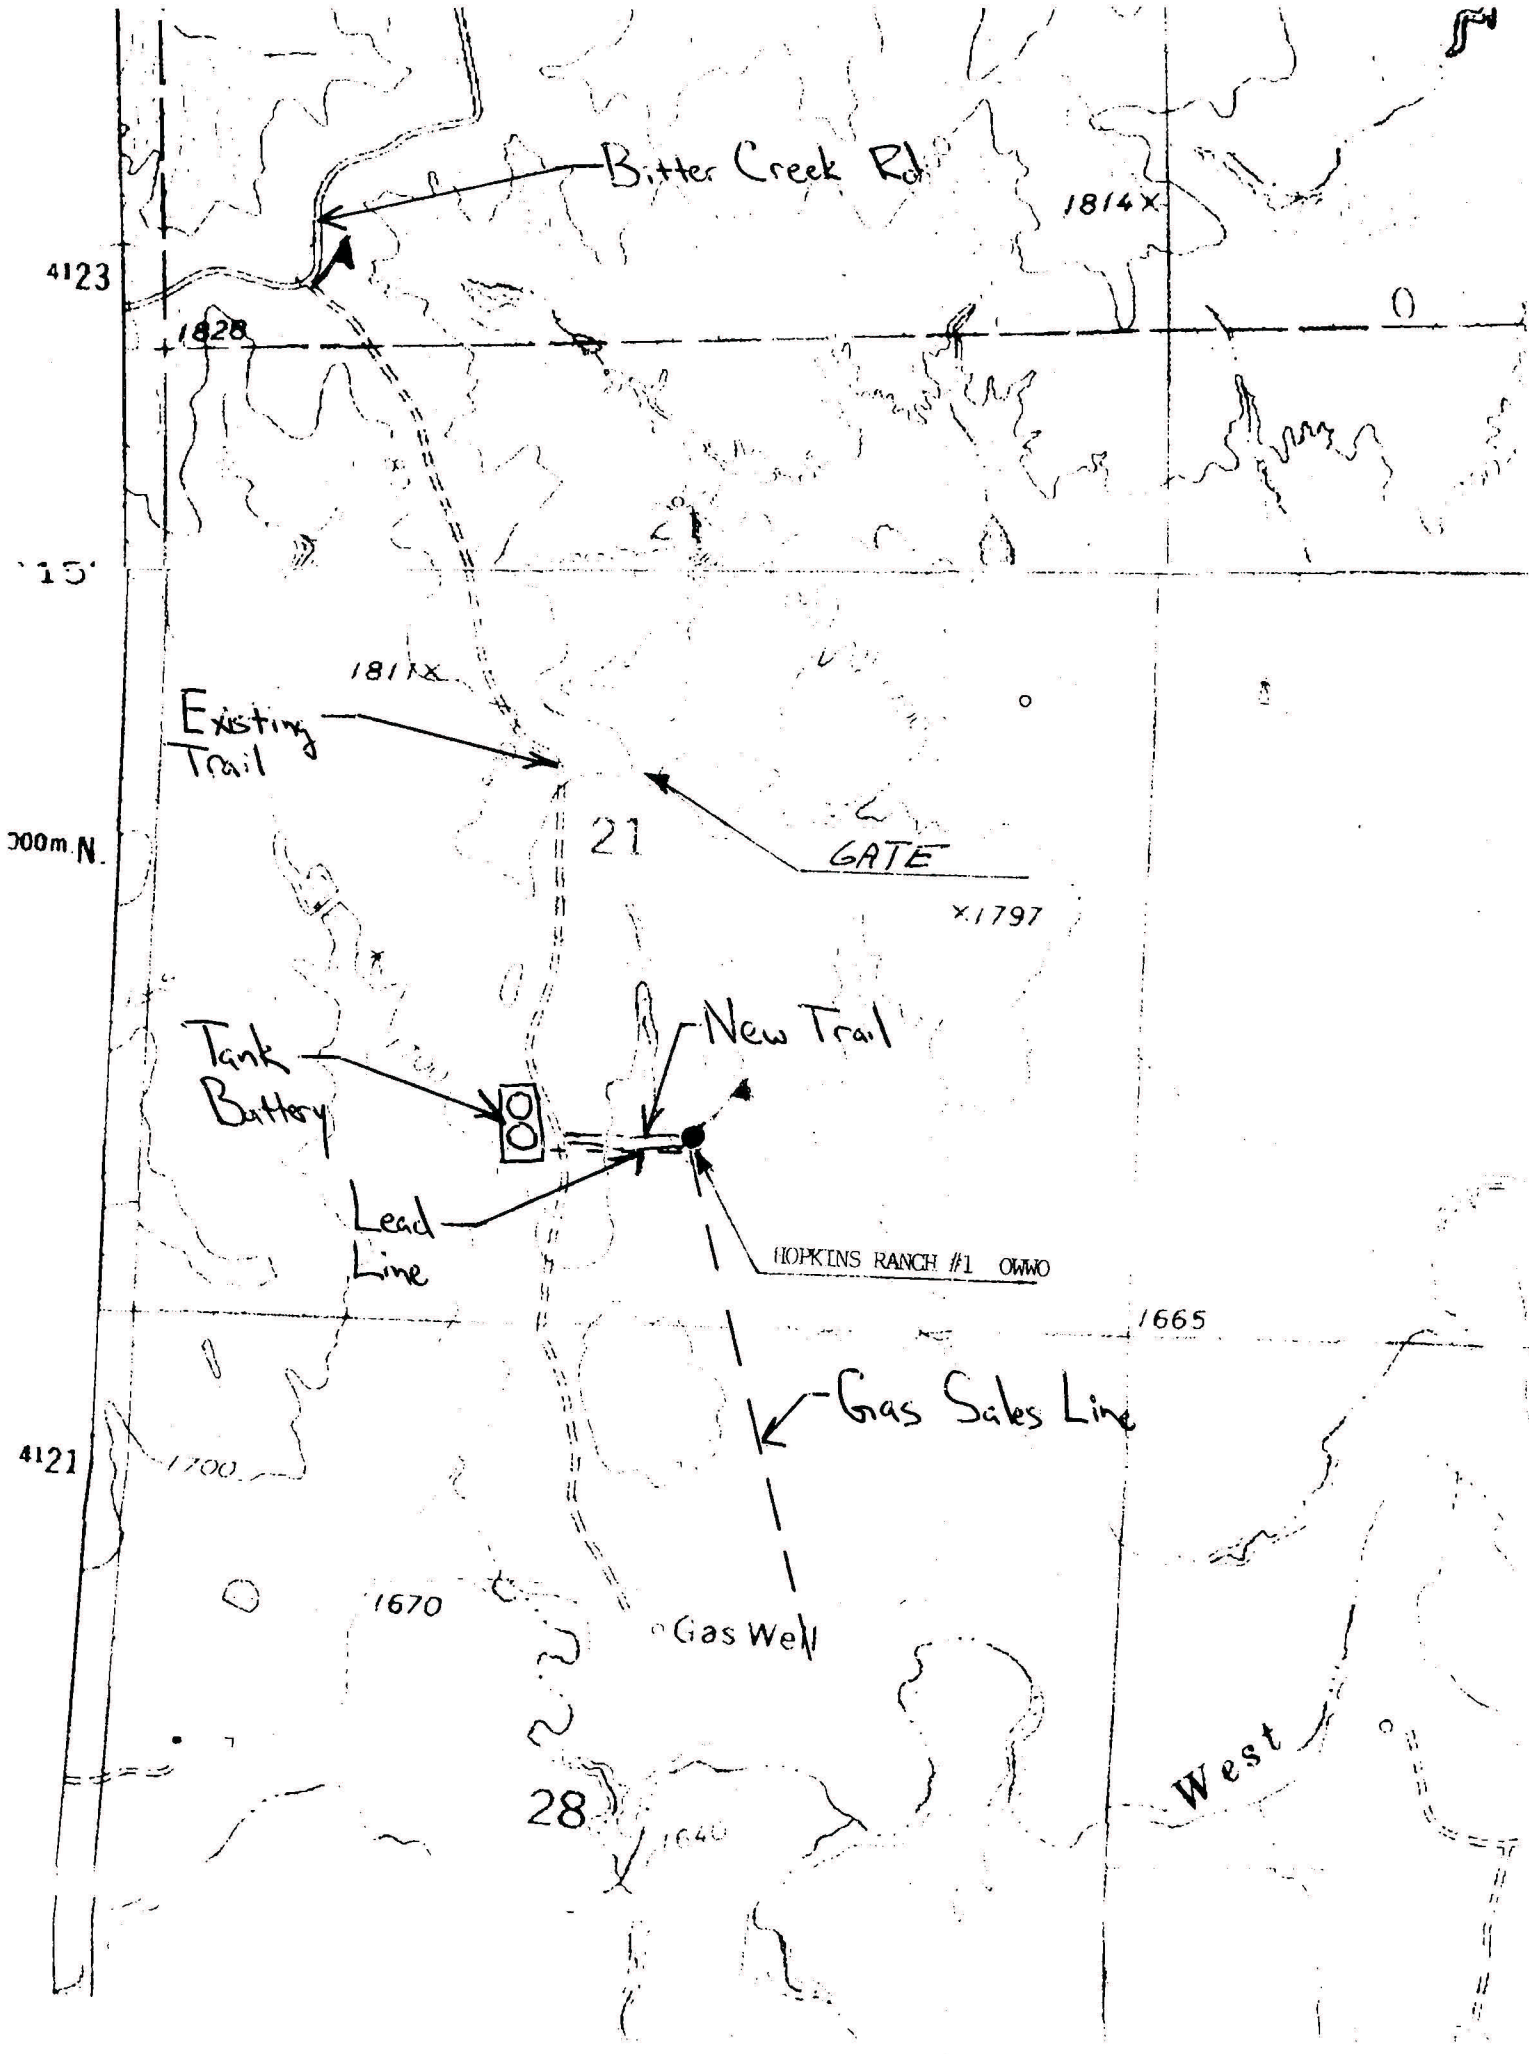 Bitter Creek Rd
1814X
4123
1828
15'
1811X
Existing
Trail
21
000m.N.
GATE
X1797
New Trail
Tank
Battery
1700
Lead
Line
HOPKINS RANCH #1 OWWO
1665
Gas Sales Line
4121
1700
1670
Gas Well
West
28
1640